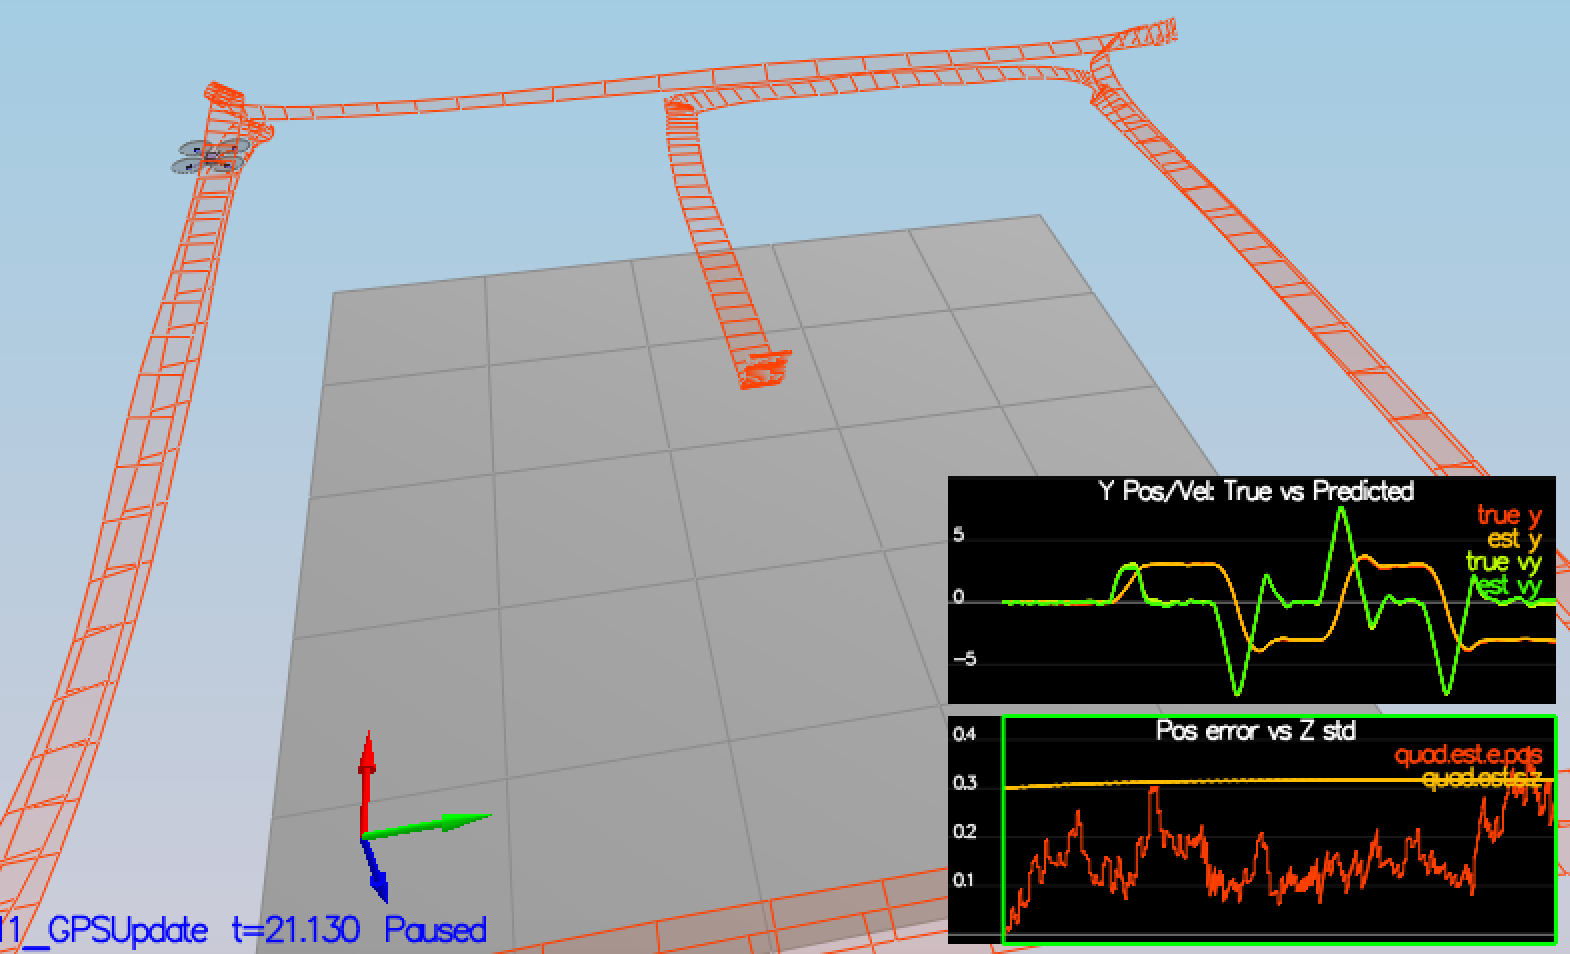 Y Pos/Vel: True vs Predicted
true y
est y
true vy
est vy
5
0
-5
Pos error vs Z std
quad.est.e.pos
quad.est.s.z
0.4
0.3
0.2
0.1
11_GPSUpdate t=21.130 Paused